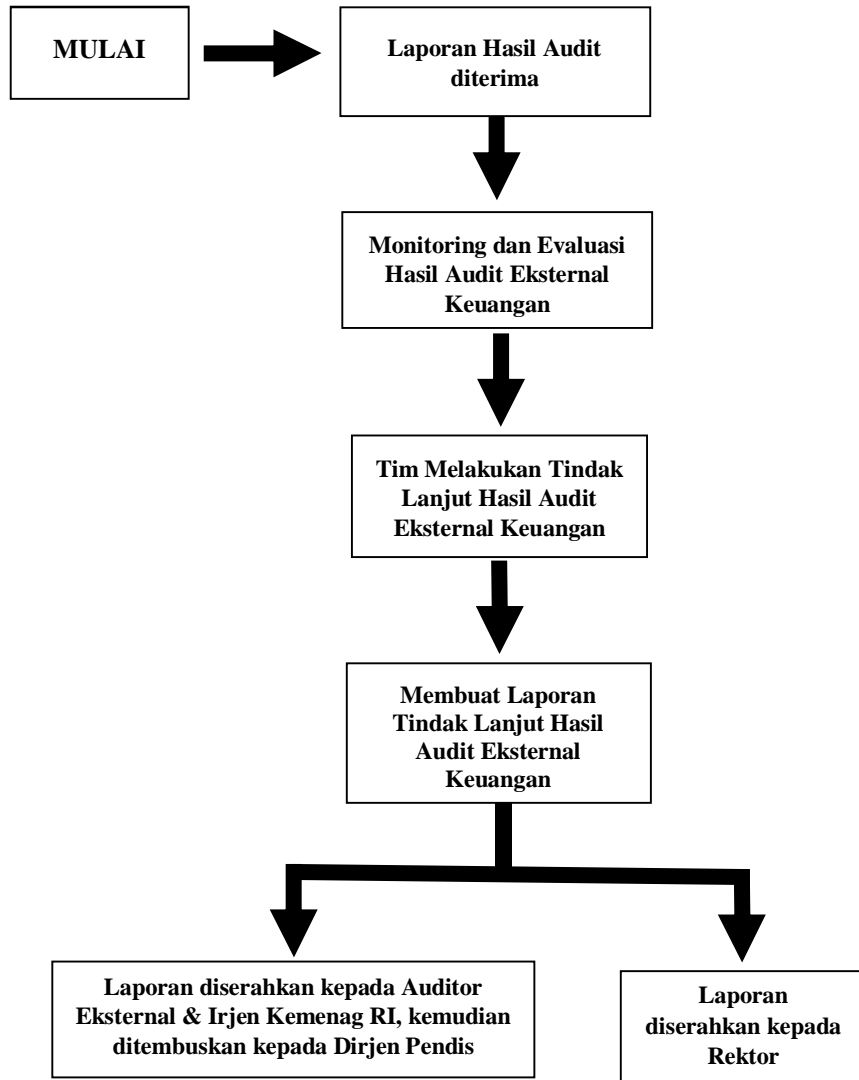 MULAI
Laporan Hasil Audit
diterima
Monitoring dan Evaluasi
Hasil Audit Eksternal
Keuangan
Tim Melakukan Tindak
Lanjut Hasil Audit
Eksternal Keuangan
Membuat Laporan
Tindak Lanjut Hasil
Audit Eksternal
Keuangan
Laporan diserahkan kepada Auditor
Eksternal & Irjen Kemenag RI, kemudian
ditembuskan kepada Dirjen Pendis
Laporan
diserahkan kepada
Rektor